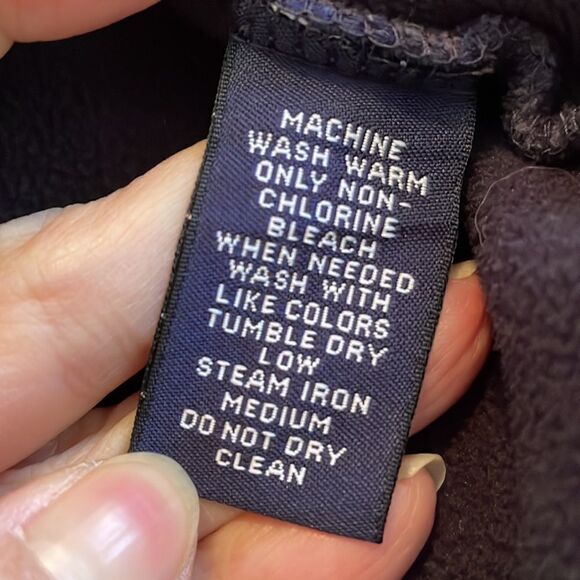 MACHINE
WASH WARM
ONLY NON-
CHLORINE
BLEACH
WHEN NEEDED
WASH WITH
LIKE COLORS
TUMBLE DRY
LOW
STEAM IRON
MEDIUM
DO NOT DRY
CLEAN